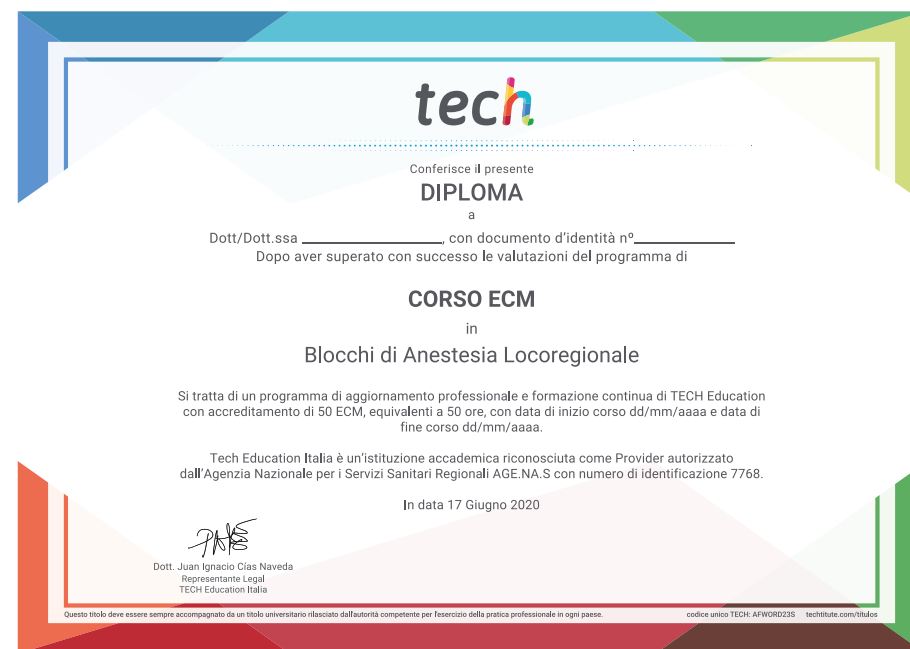 tech
Conferisce il presente
DIPLOMA
a
Dott/Dott.ssa ____________________, con documento d'identità nº______________
Dopo aver superato con successo le valutazioni del programma di
CORSO ECM
in
Blocchi di Anestesia Locoregionale
Si tratta di un programma di aggiornamento professionale e formazione continua di TECH Education
con accreditamento di 50 ECM, equivalenti a 50 ore, con data di inizio corso dd/mm/aaaa e data di
fine corso dd/mm/aaaa.
Tech Education Italia è un'istituzione accademica riconosciuta come Provider autorizzato
dall'Agenzia Nazionale per i Servizi Sanitari Regionali AGE.NA.S con numero di identificazione 7768.
In data 17 Giugno 2020
Dott. Juan Ignacio Cías Naveda
Representante Legal
TECH Education Italia
Questo titolo deve essere sempre accompagnato da un titolo universitario rilasciato dall'autorità competente per l'esercizio della pratica professionale in ogni paese. codice unico TECH: AFWORD23S techtitute.com/titulos